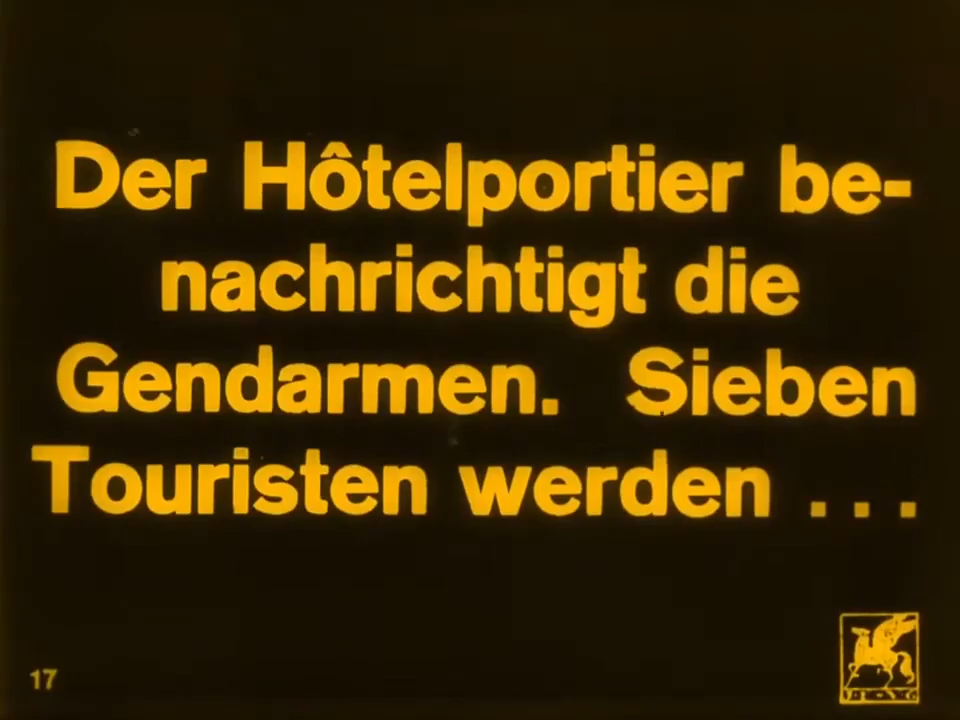 Der Hôtelportier be-
nachrichtigt die
Gendarmen. Sieben
Touristen werden . . .
17